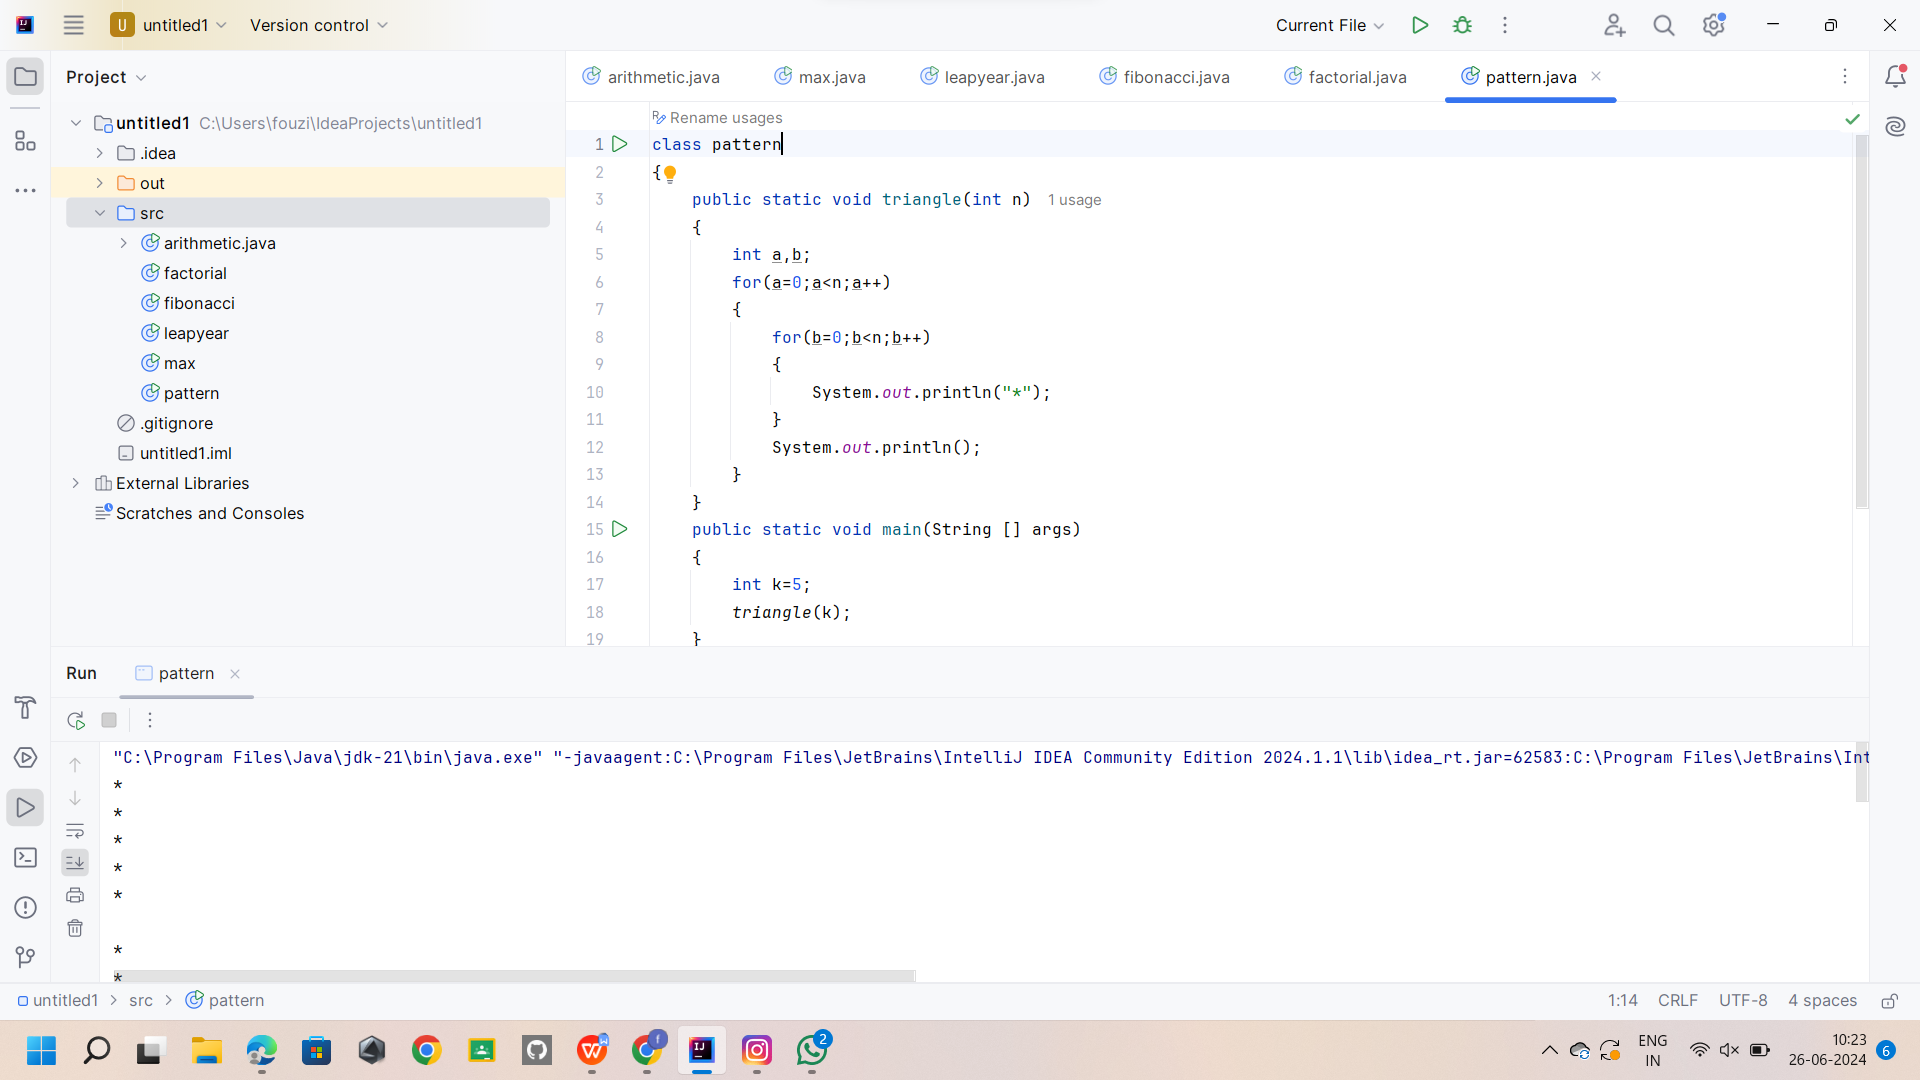 U untitled1 Version control Current File
Project
arithmetic.java max.java leapyear.java fibonacci.java factorial.java pattern.java
untitled1 C:\Users\fouzi\IdeaProjects\untitled1
.idea
out
src
arithmetic.java
factorial
fibonacci
leapyear
max
pattern
.gitignore
untitled1.iml
External Libraries
Scratches and Consoles
Rename usages
1 class pattern
2 {
3 public static void triangle(int n) 1 usage
4 {
5 int a,b;
6 for(a=0;a<n;a++)
7 {
8 for(b=0;b<n;b++)
9 {
10 System.out.println("*");
11 }
12 System.out.println();
13 }
14 }
15 public static void main(String [] args)
16 {
17 int k=5;
18 triangle(k);
19 }
Run pattern
"C:\Program Files\Java\jdk-21\bin\java.exe" "-javaagent:C:\Program Files\JetBrains\IntelliJ IDEA Community Edition 2024.1.1\lib\idea_rt.jar=62583:C:\Program Files\JetBrains\Int
*
*
*
*
*
*
*
untitled1 > src > pattern 1:14 CRLF UTF-8 4 spaces
f 2 ENG IN 10:23 26-06-2024 6